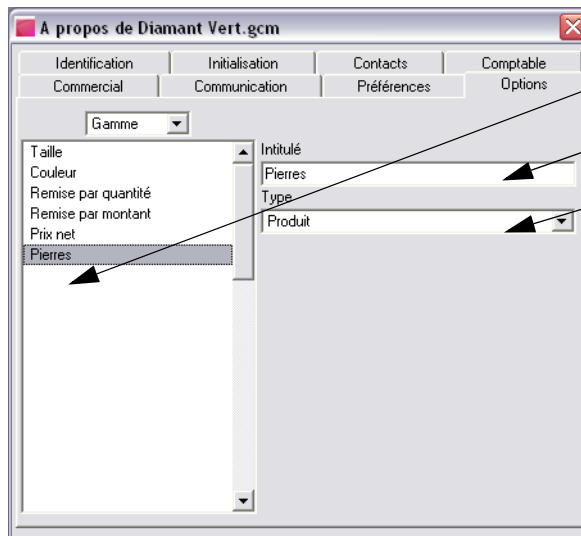 A propos de Diamant Vert.gcm
Identification Initialisation Contacts Comptable
Commercial Communication Préférences Options
Gamme
Taille
Couleur
Remise par quantité
Remise par montant
Prix net
Pierres
Intitulé
Pierres
Type
Produit